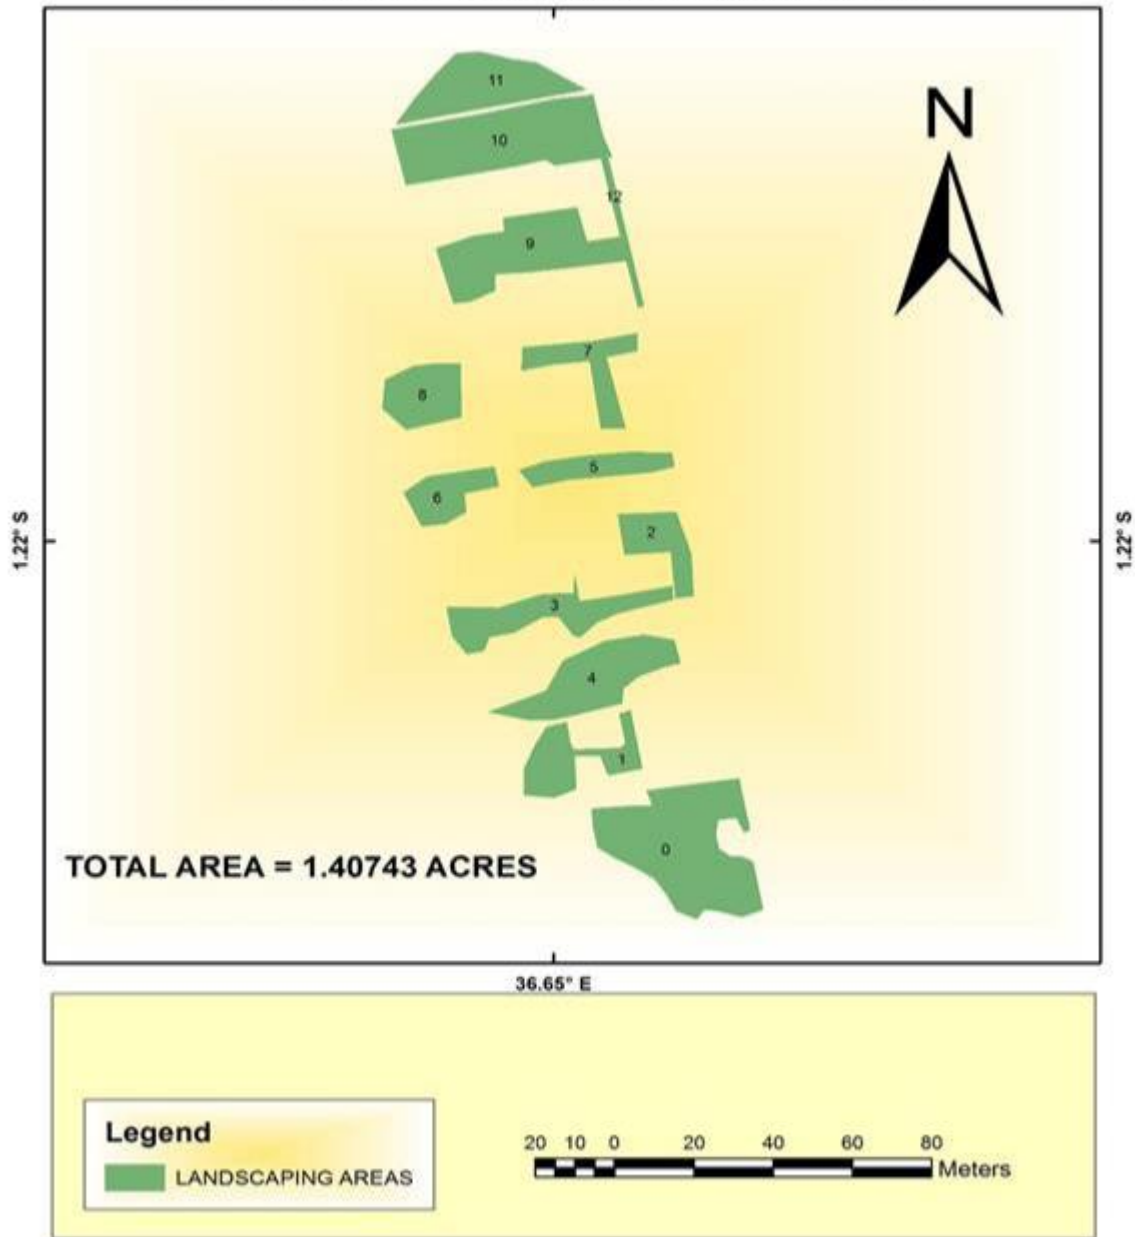 11
N
10
12
9
7
8
5
6
2
1.22° S
1.22° S
3
4
1
0
TOTAL AREA = 1.40743 ACRES
36.65° E
Legend
LANDSCAPING AREAS
20 10 0 20 40 60 80
Meters